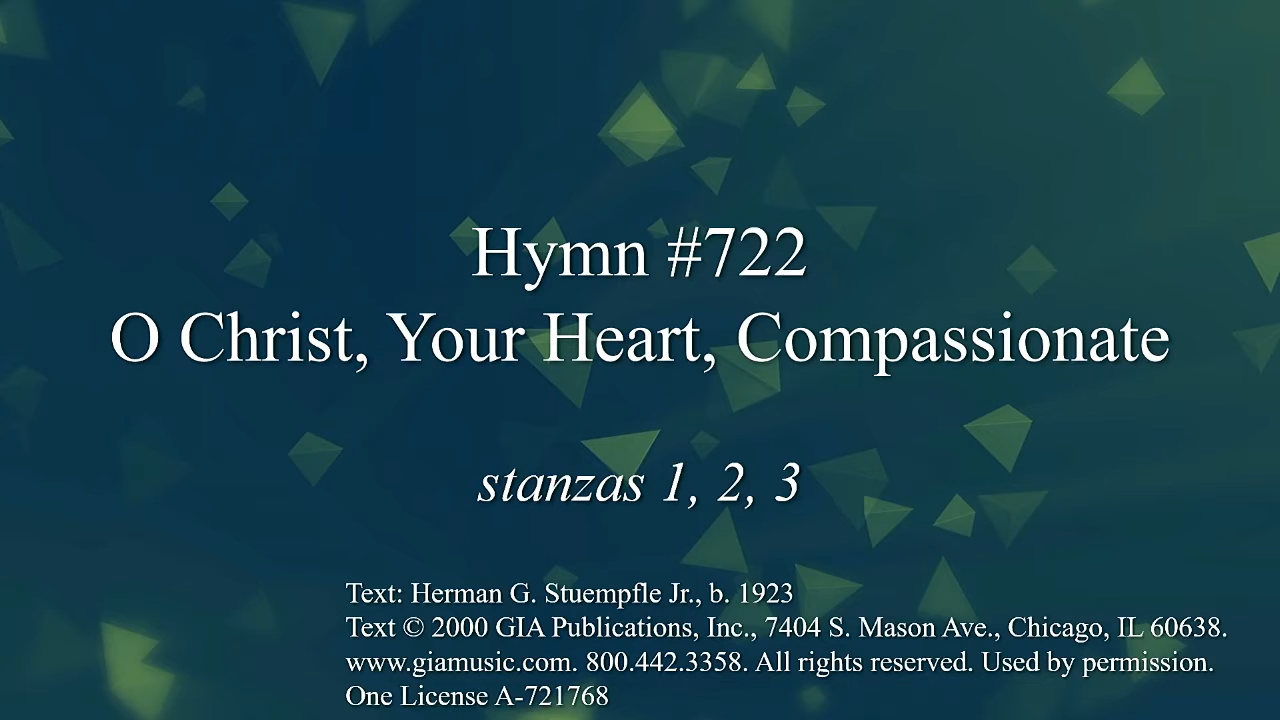 Hymn #722
O Christ, Your Heart, Compassionate
stanzas 1, 2, 3
Text: Herman G. Stuempfle Jr., b. 1923
Text © 2000 GIA Publications, Inc., 7404 S. Mason Ave., Chicago, IL 60638.
www.giamusic.com. 800.442.3358. All rights reserved. Used by permission.
One License A-721768